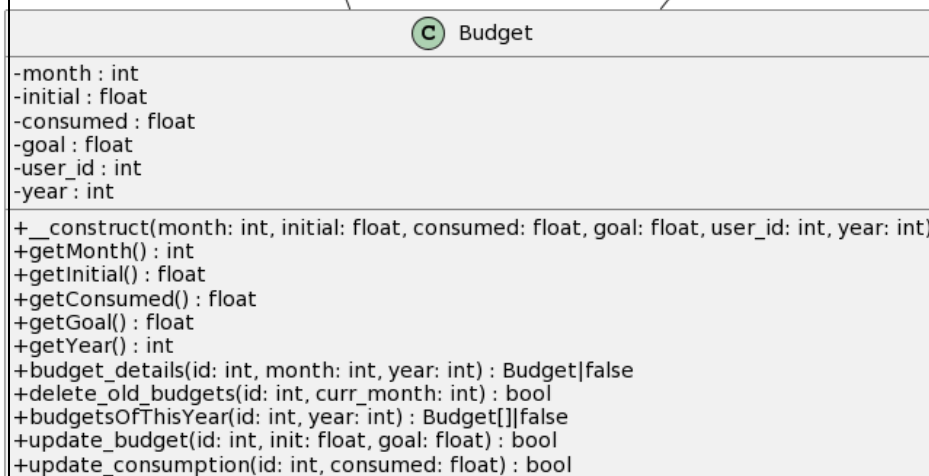 C Budget
-month : int
-initial : float
-consumed : float
-goal : float
-user_id : int
-year : int
+__construct(month: int, initial: float, consumed: float, goal: float, user_id: int, year: int)
+getMonth() : int
+getInitial() : float
+getConsumed() : float
+getGoal() : float
+getYear() : int
+budget_details(id: int, month: int, year: int) : Budget|false
+delete_old_budgets(id: int, curr_month: int) : bool
+budgetsOfThisYear(id: int, year: int) : Budget[]|false
+update_budget(id: int, init: float, goal: float) : bool
+update_consumption(id: int, consumed: float) : bool